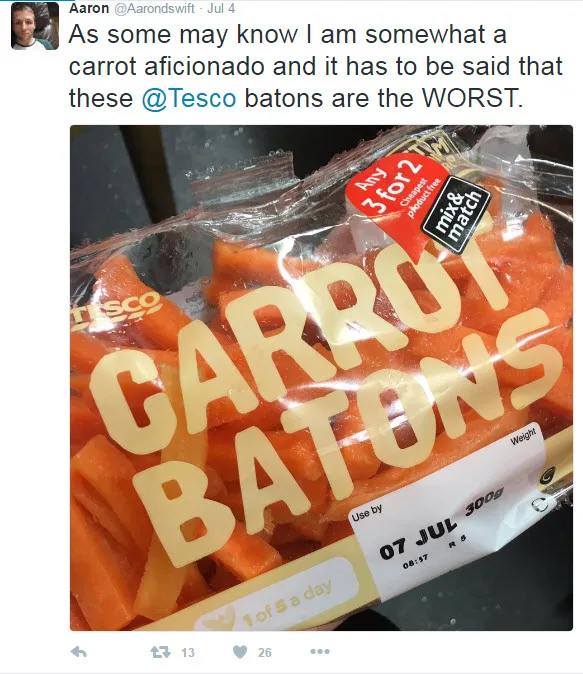 Aaron @Aarondswift · Jul 4
As some may know I am somewhat a
carrot aficionado and it has to be said that
these @Tesco batons are the WORST.
Any
3 for 2
Cheapest
product free
mix&
match
TESCO
CARROT
BATONS
Weight
300g
Use by
07 JUL
08:57 R 5
1 of 5 a day
13
26